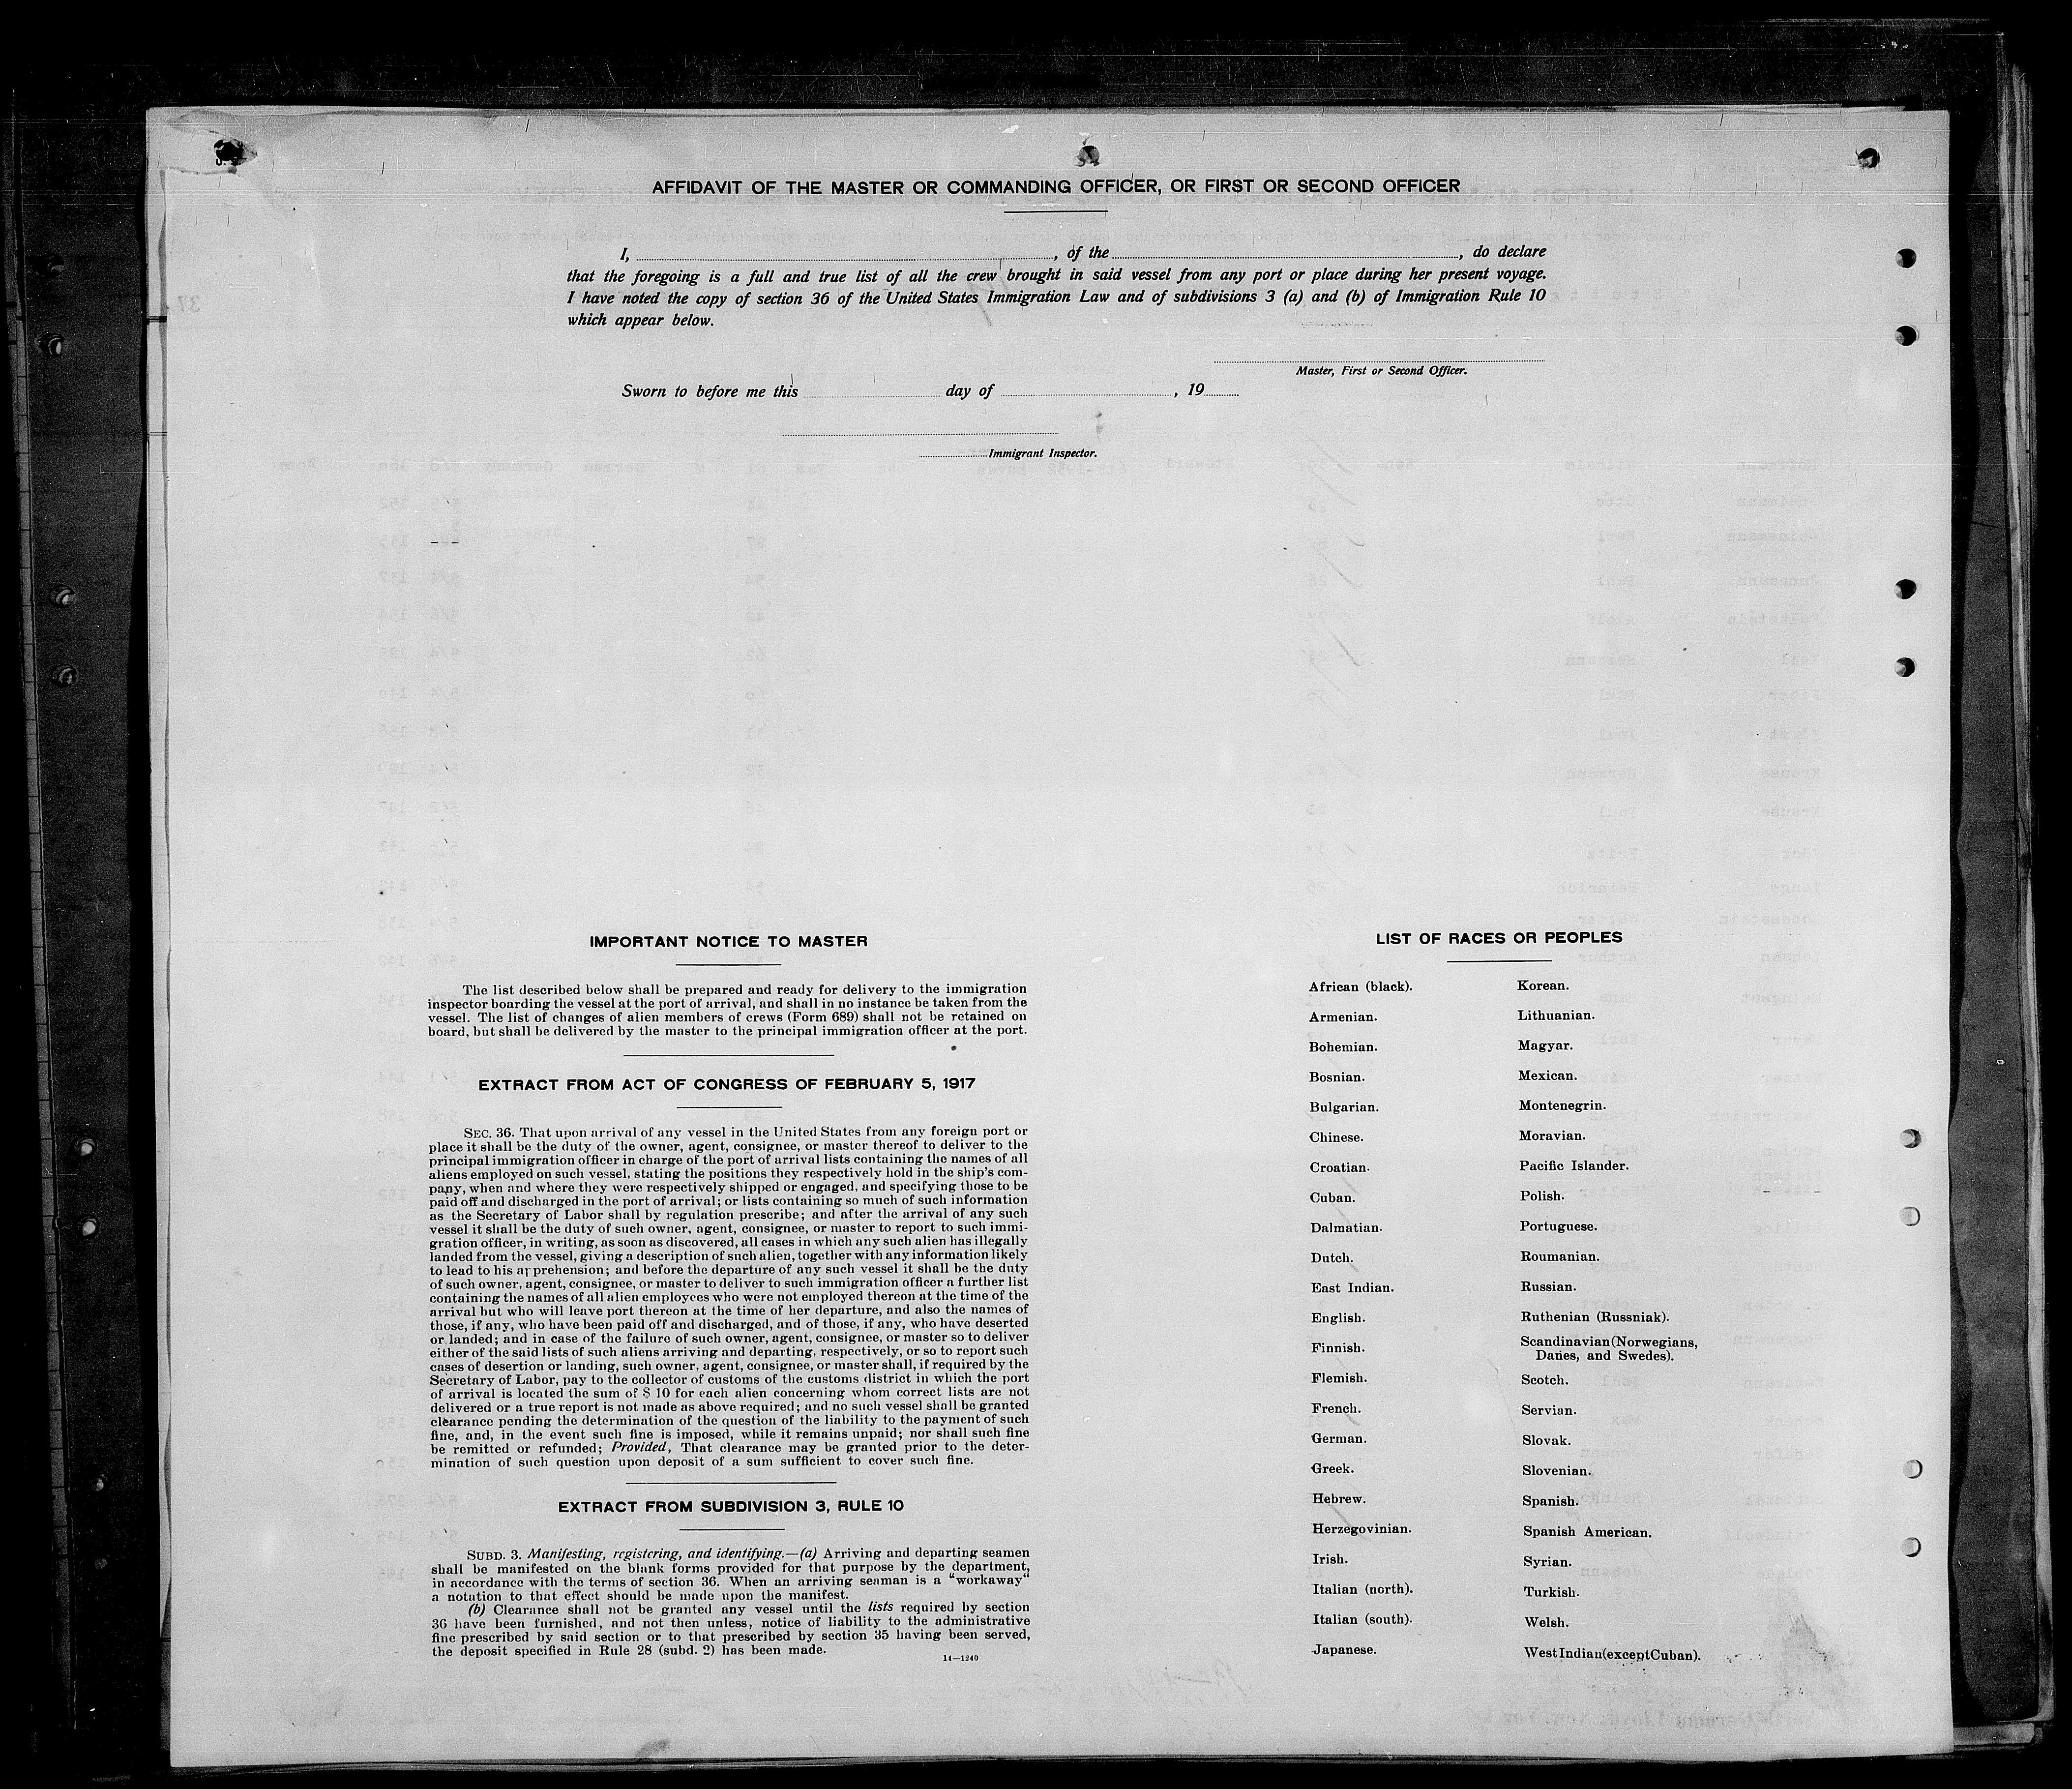 AFFIDAVIT OF THE MASTER OR COMMANDING OFFICER, OR FIRST OR SECOND OFFICER
I, , of the , do declare
that the foregoing is a full and true list of all the crew brought in said vessel from any port or place during her present voyage.
I have noted the copy of section 36 of the United States Immigration Law and of subdivisions 3 (a) and (b) of Immigration Rule 10
which appear below.
Master, First or Second Officer.
Sworn to before me this day of , 19
Immigrant Inspector.
IMPORTANT NOTICE TO MASTER
The list described below shall be prepared and ready for delivery to the immigration
inspector boarding the vessel at the port of arrival, and shall in no instance be taken from the
vessel. The list of changes of alien members of crews (Form 689) shall not be retained on
board, but shall be delivered by the master to the principal immigration officer at the port.
EXTRACT FROM ACT OF CONGRESS OF FEBRUARY 5, 1917
SEC. 36. That upon arrival of any vessel in the United States from any foreign port or
place it shall be the duty of the owner, agent, consignee, or master thereof to deliver to the
principal immigration officer in charge of the port of arrival lists containing the names of all
aliens employed on such vessel, stating the positions they respectively hold in the ship's com-
pany, when and where they were respectively shipped or engaged, and specifying those to be
paid off and discharged in the port of arrival; or lists containing so much of such information
as the Secretary of Labor shall by regulation prescribe; and after the arrival of any such
vessel it shall be the duty of such owner, agent, consignee, or master to report to such immi-
gration officer, in writing, as soon as discovered, all cases in which any such alien has illegally
landed from the vessel, giving a description of such alien, together with any information likely
to lead to his apprehension; and before the departure of any such vessel it shall be the duty
of such owner, agent, consignee, or master to deliver to such immigration officer a further list
containing the names of all alien employees who were not employed thereon at the time of the
arrival but who will leave port thereon at the time of her departure, and also the names of
those, if any, who have been paid off and discharged, and of those, if any, who have deserted
or landed; and in case of the failure of such owner, agent, consignee, or master so to deliver
either of the said lists of such aliens arriving and departing, respectively, or so to report such
cases of desertion or landing, such owner, agent, consignee, or master shall, if required by the
Secretary of Labor, pay to the collector of customs of the customs district in which the port
of arrival is located the sum of $ 10 for each alien concerning whom correct lists are not
delivered or a true report is not made as above required; and no such vessel shall be granted
clearance pending the determination of the question of the liability to the payment of such
fine, and, in the event such fine is imposed, while it remains unpaid; nor shall such fine
be remitted or refunded; Provided, That clearance may be granted prior to the deter-
mination of such question upon deposit of a sum sufficient to cover such fine.
EXTRACT FROM SUBDIVISION 3, RULE 10
SUBD. 3. Manifesting, registering, and identifying.—(a) Arriving and departing seamen
shall be manifested on the blank forms provided for that purpose by the department,
in accordance with the terms of section 36. When an arriving seaman is a "workaway"
a notation to that effect should be made upon the manifest.
(b) Clearance shall not be granted any vessel until the lists required by section
36 have been furnished, and not then unless, notice of liability to the administrative
fine prescribed by said section or to that prescribed by section 35 having been served,
the deposit specified in Rule 28 (subd. 2) has been made.
14—1240
LIST OF RACES OR PEOPLES
African (black).
Armenian.
Bohemian.
Bosnian.
Bulgarian.
Chinese.
Croatian.
Cuban.
Dalmatian.
Dutch.
East Indian.
English.
Finnish.
Flemish.
French.
German.
Greek.
Hebrew.
Herzegovinian.
Irish.
Italian (north).
Italian (south).
Japanese.
Korean.
Lithuanian.
Magyar.
Mexican.
Montenegrin.
Moravian.
Pacific Islander.
Polish.
Portuguese.
Roumanian.
Russian.
Ruthenian (Russniak).
Scandinavian(Norwegians,
Danes, and Swedes).
Scotch.
Servian.
Slovak.
Slovenian.
Spanish.
Spanish American.
Syrian.
Turkish.
Welsh.
West Indian(except Cuban).